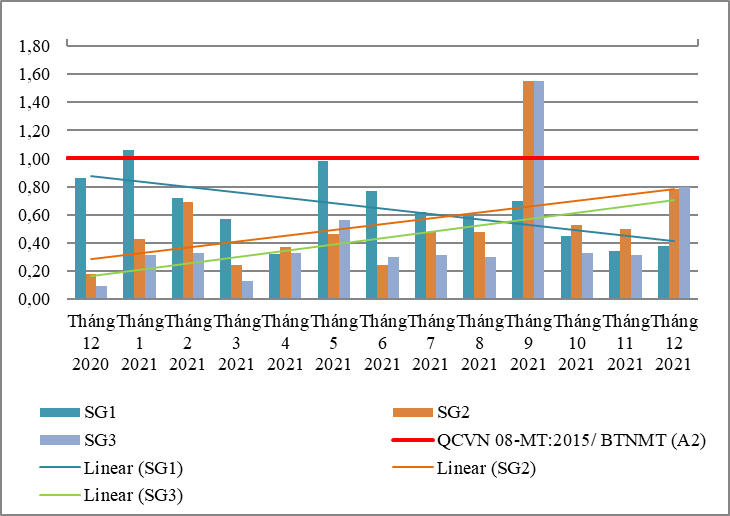 1,80
1,60
1,40
1,20
1,00
0,80
0,60
0,40
0,20
0,00
Tháng Tháng Tháng Tháng Tháng Tháng Tháng Tháng Tháng Tháng Tháng Tháng Tháng
12 1 2 3 4 5 6 7 8 9 10 11 12
2020 2021 2021 2021 2021 2021 2021 2021 2021 2021 2021 2021 2021
SG1 SG2
SG3 QCVN 08-MT:2015/ BTNMT (A2)
Linear (SG1) Linear (SG2)
Linear (SG3)